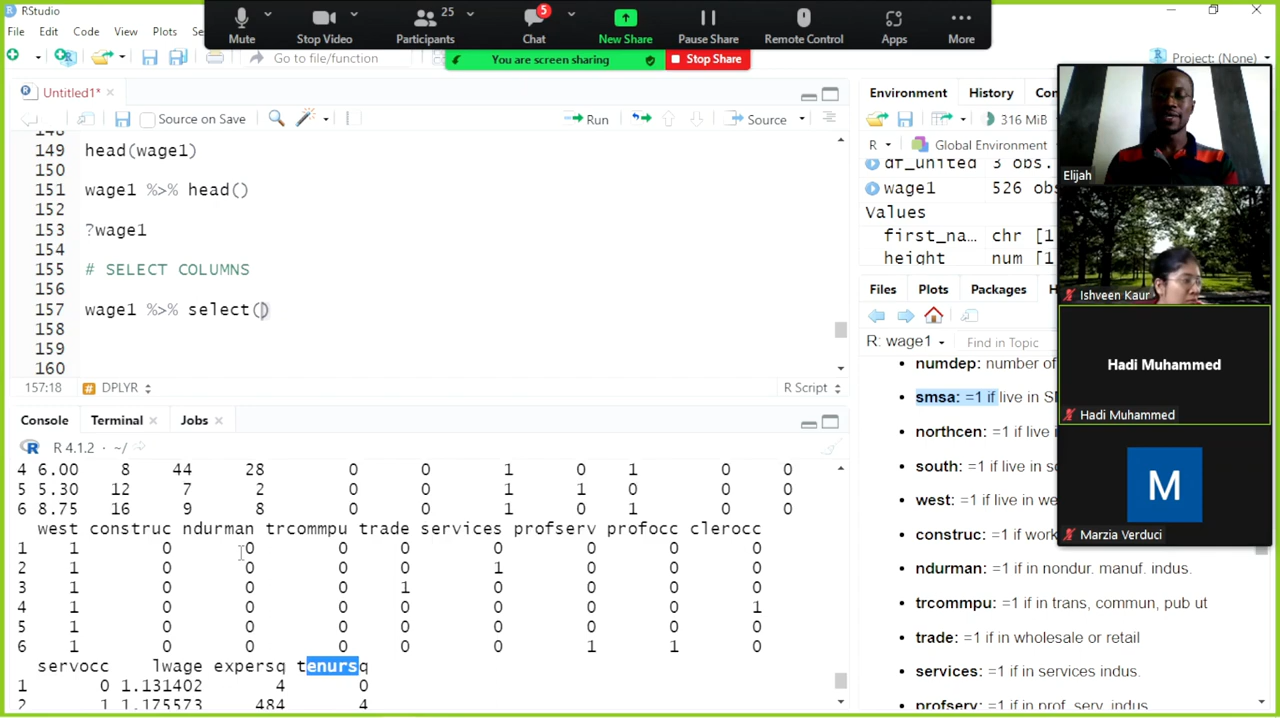 RStudio
Mute
Stop Video
25
Participants
5
Chat
New Share
Pause Share
Remote Control
Apps
More
File Edit Code View Plots
You are screen sharing
Stop Share
Go to file/function
Project: (None)
Untitled1*
Source on Save
Run
Source
149 head(wage1)
150
151 wage1 %>% head()
152
153 ?wage1
154
155 # SELECT COLUMNS
156
157 wage1 %>% select()
158
159
160
157:18
DPLYR
R Script
Environment History
316 MiB
R
Global Environment
df_united 3 obs.
wage1 526 obs
Values
first_na… chr [1
height num [1
Files Plots Packages
R: wage1
Find in Topic
numdep: number of
smsa: =1 if live in S
northcen: =1 if live
south: =1 if live in
west: =1 if live in we
construc: =1 if work
ndurman: =1 if in nondur. manuf. indus.
trcommpu: =1 if in trans, commun, pub ut
trade: =1 if in wholesale or retail
services: =1 if in services indus.
profserv: =1 if in prof. serv. indus.
Elijah
Ishveen Kaur
Hadi Muhammed
Hadi Muhammed
M
Marzia Verduci
Console Terminal Jobs
R 4.1.2 · ~/
4 6.00 8 44 28 0 0 1 0 1 0 0
5 5.30 12 7 2 0 0 1 1 0 0 0
6 8.75 16 9 8 0 0 1 0 1 0 0
west construc ndurman trcommpu trade services profserv profocc clerocc
1 1 0 0 0 0 0 0 0 0
2 1 0 0 0 0 1 0 0 0
3 1 0 0 0 1 0 0 0 0
4 1 0 0 0 0 0 0 0 1
5 1 0 0 0 0 0 0 0 0
6 1 0 0 0 0 0 1 1 0
servocc lwage expersq tenursq
1 0 1.131402 4 0
2 1 1.175573 484 4